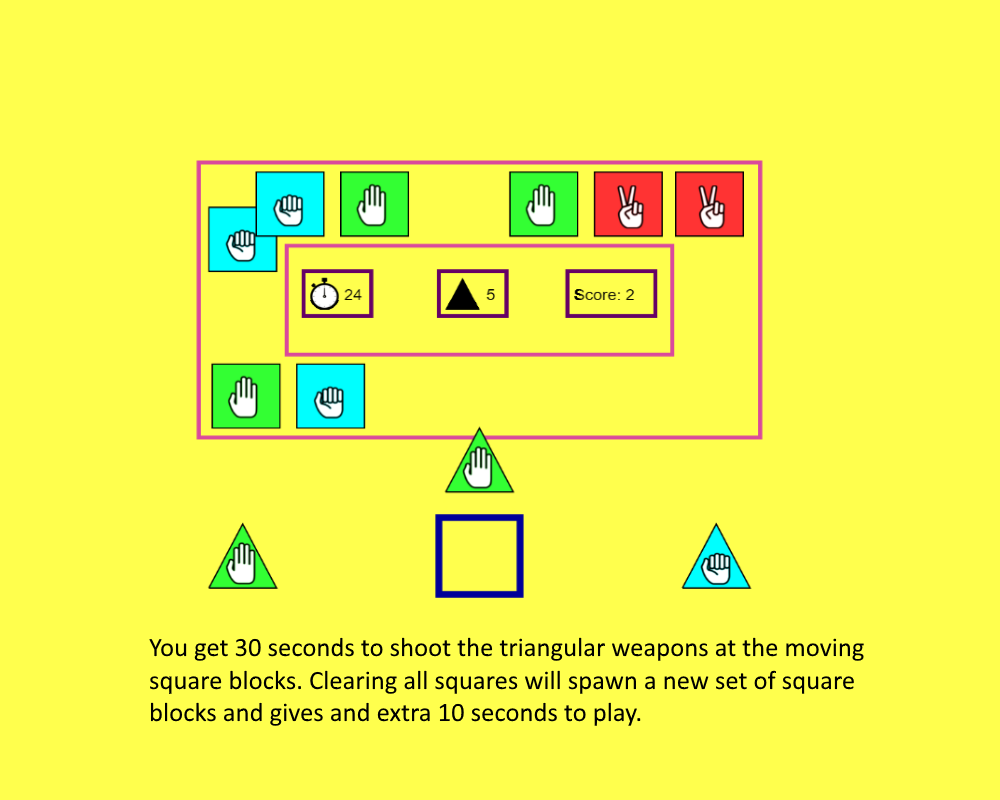 24
5
Score: 2
You get 30 seconds to shoot the triangular weapons at the moving
square blocks. Clearing all squares will spawn a new set of square
blocks and gives and extra 10 seconds to play.